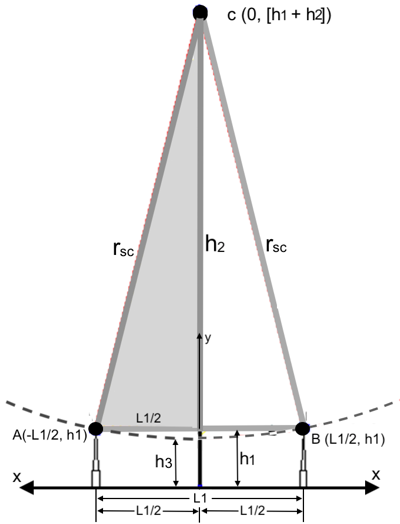 c (0, [h1 + h2])
rsc
h2
rsc
y
L1/2
A(-L1/2, h1)
B (L1/2, h1)
h3
h1
x
x
L1
L1/2
L1/2